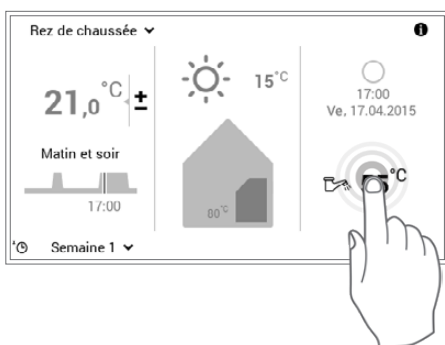 Rez de chaussée
21,0 °C ±
Matin et soir
17:00
Semaine 1
15 °C
80 °C
17:00
Ve, 17.04.2015
°C